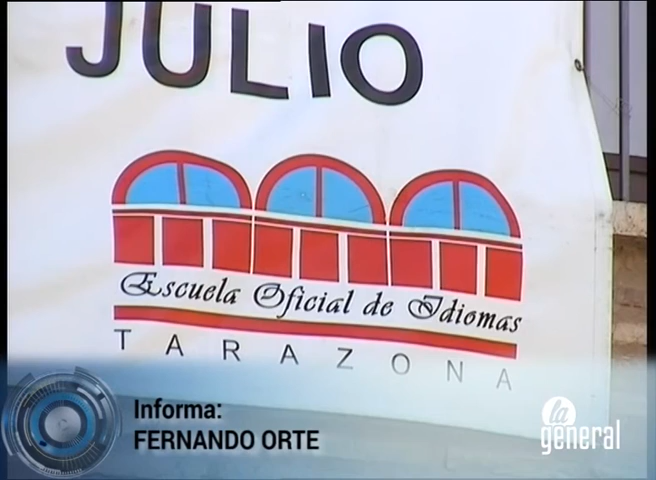 JULIO
Escuela Oficial de Idiomas
TARAZONA
Informa:
FERNANDO ORTE
la
general